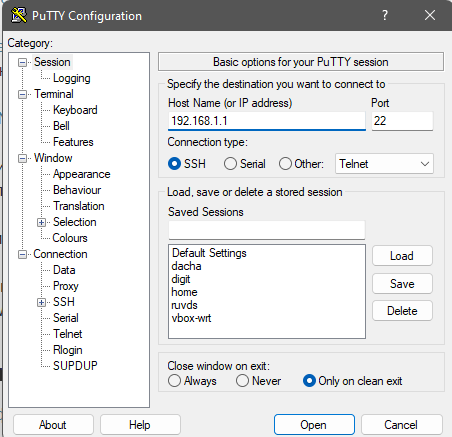 PuTTY Configuration
? ×
Category:
Session
Logging
Terminal
Keyboard
Bell
Features
Window
Appearance
Behaviour
Translation
Selection
Colours
Connection
Data
Proxy
SSH
Serial
Telnet
Rlogin
SUPDUP
Basic options for your PuTTY session
Specify the destination you want to connect to
Host Name (or IP address) Port
192.168.1.1 22
Connection type:
SSH Serial Other: Telnet
Load, save or delete a stored session
Saved Sessions
Default Settings
dacha
digit
home
ruvds
vbox-wrt
Load
Save
Delete
Close window on exit:
Always Never Only on clean exit
About Help Open Cancel